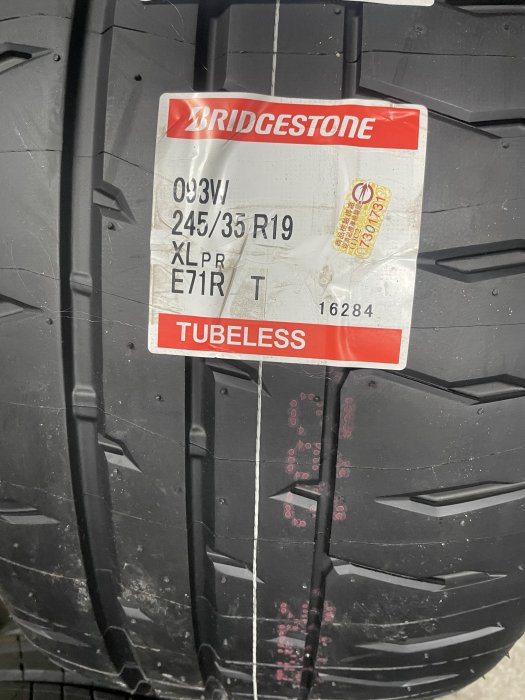 BRIDGESTONE
093W
245/35 R19
XL PR
E71R T
16284
TUBELESS